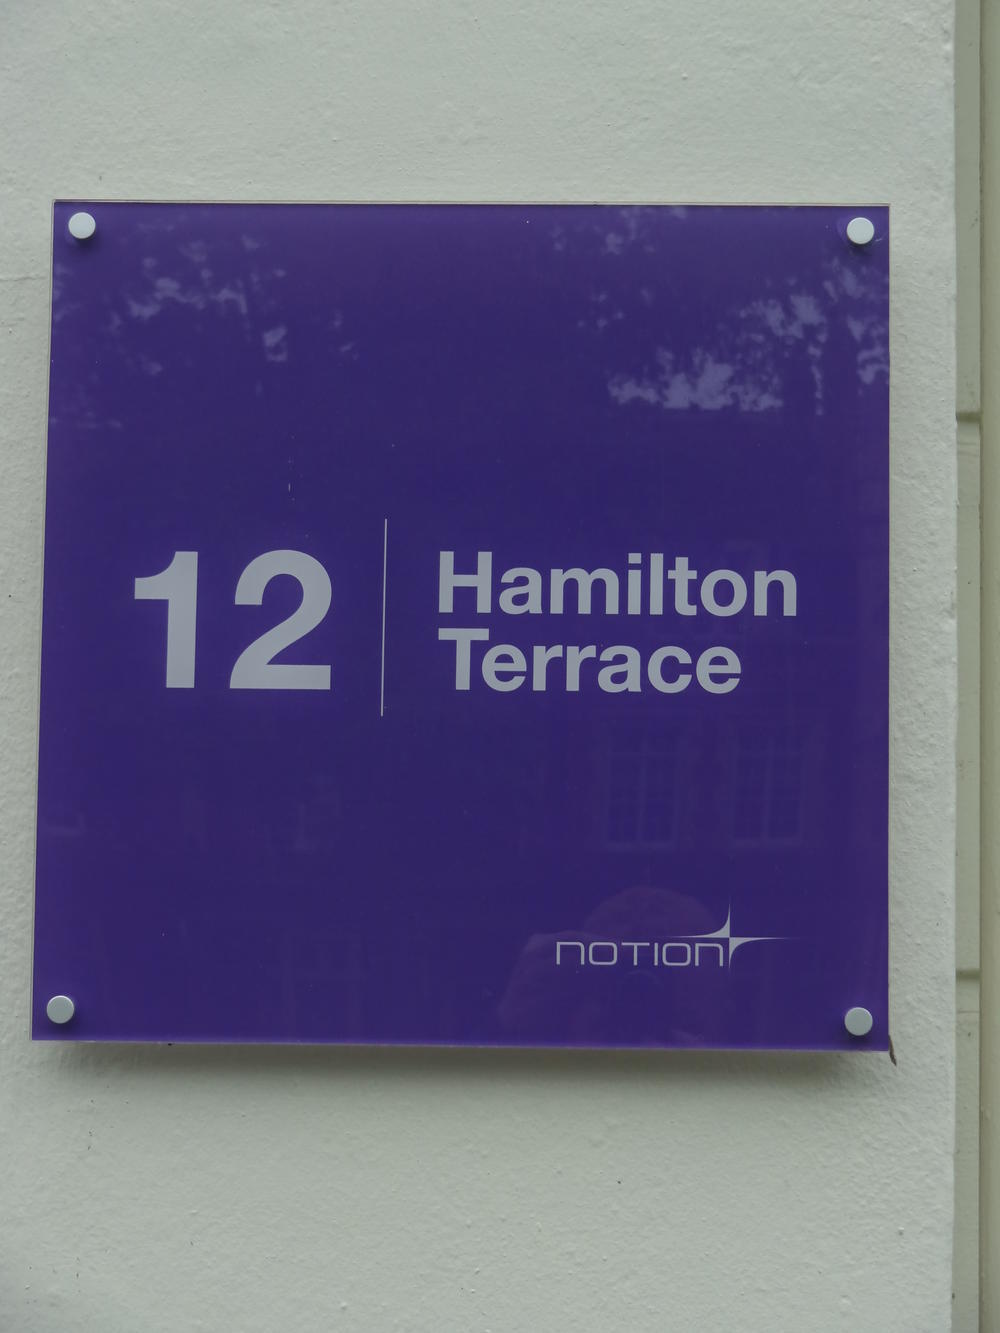 12
Hamilton
Terrace
NOTION